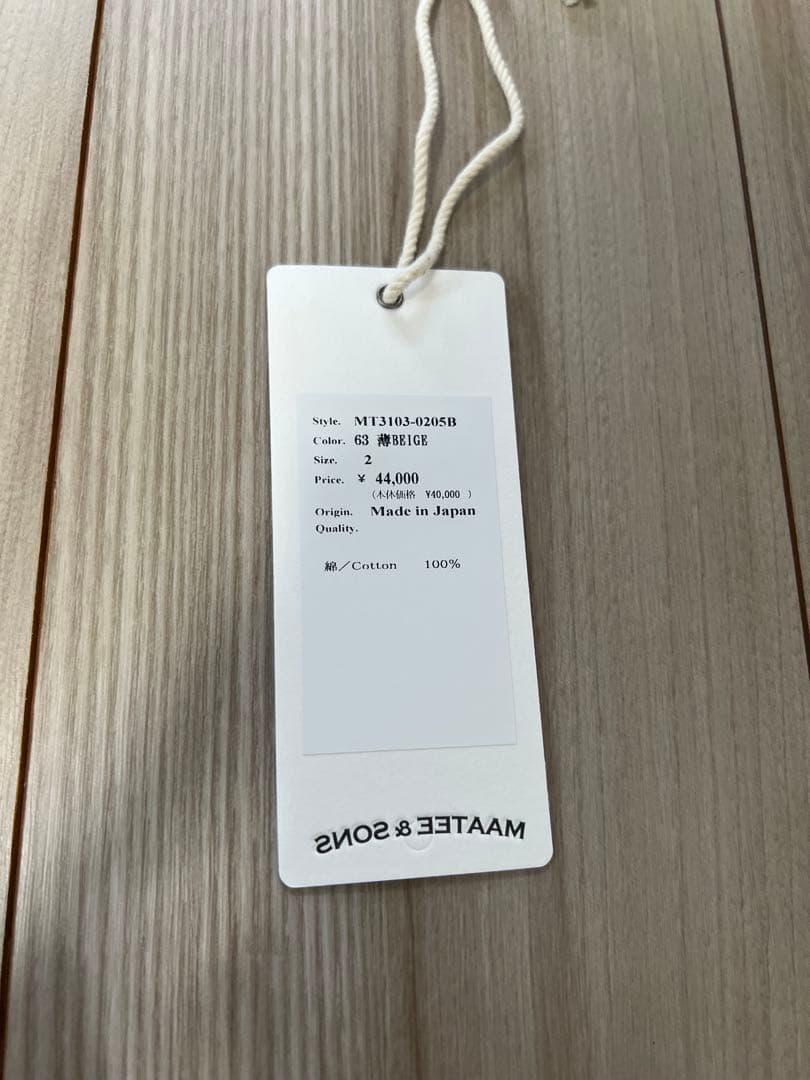 Style. MT3103-0205B
Color. 63 薄BEIGE
Size. 2
Price. ¥ 44,000
(本体価格 ¥40,000 )
Origin. Made in Japan
Quality.
綿/Cotton 100%
MAATEE & SONS